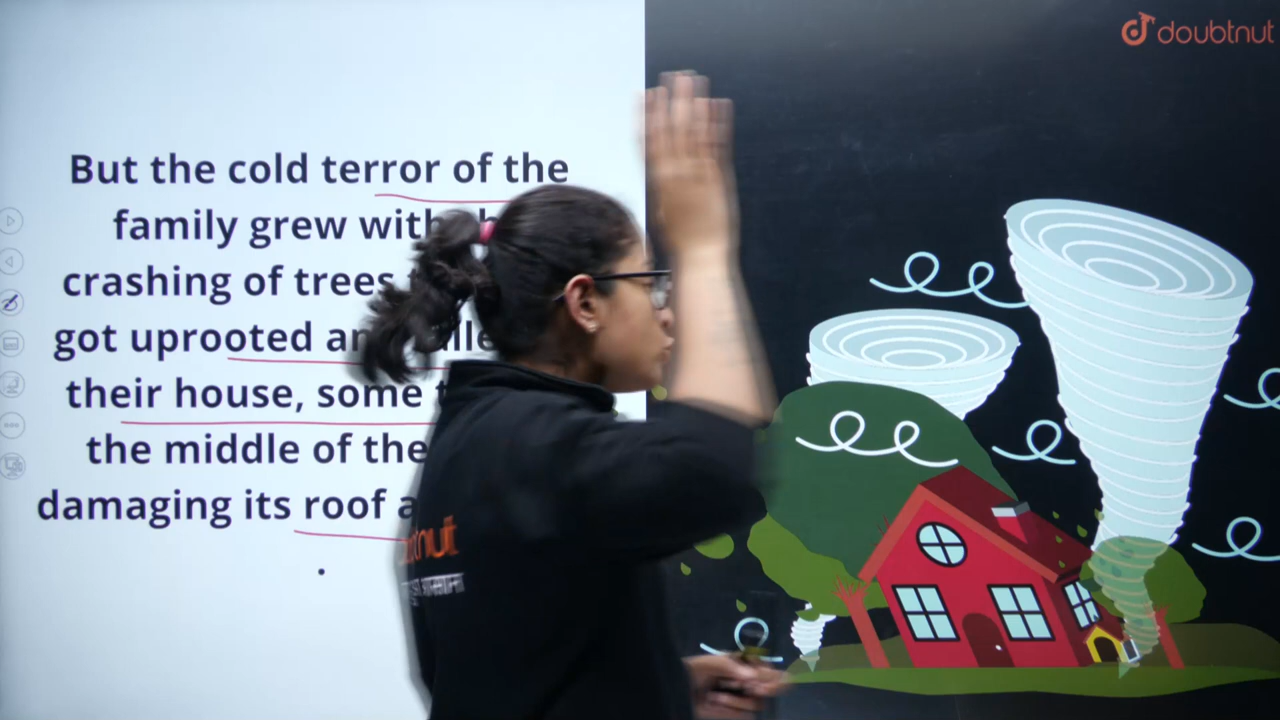 doubtnut
But the cold terror of the
family grew with
crashing of trees
got uprooted
their house, some
the middle of the
damaging its roof